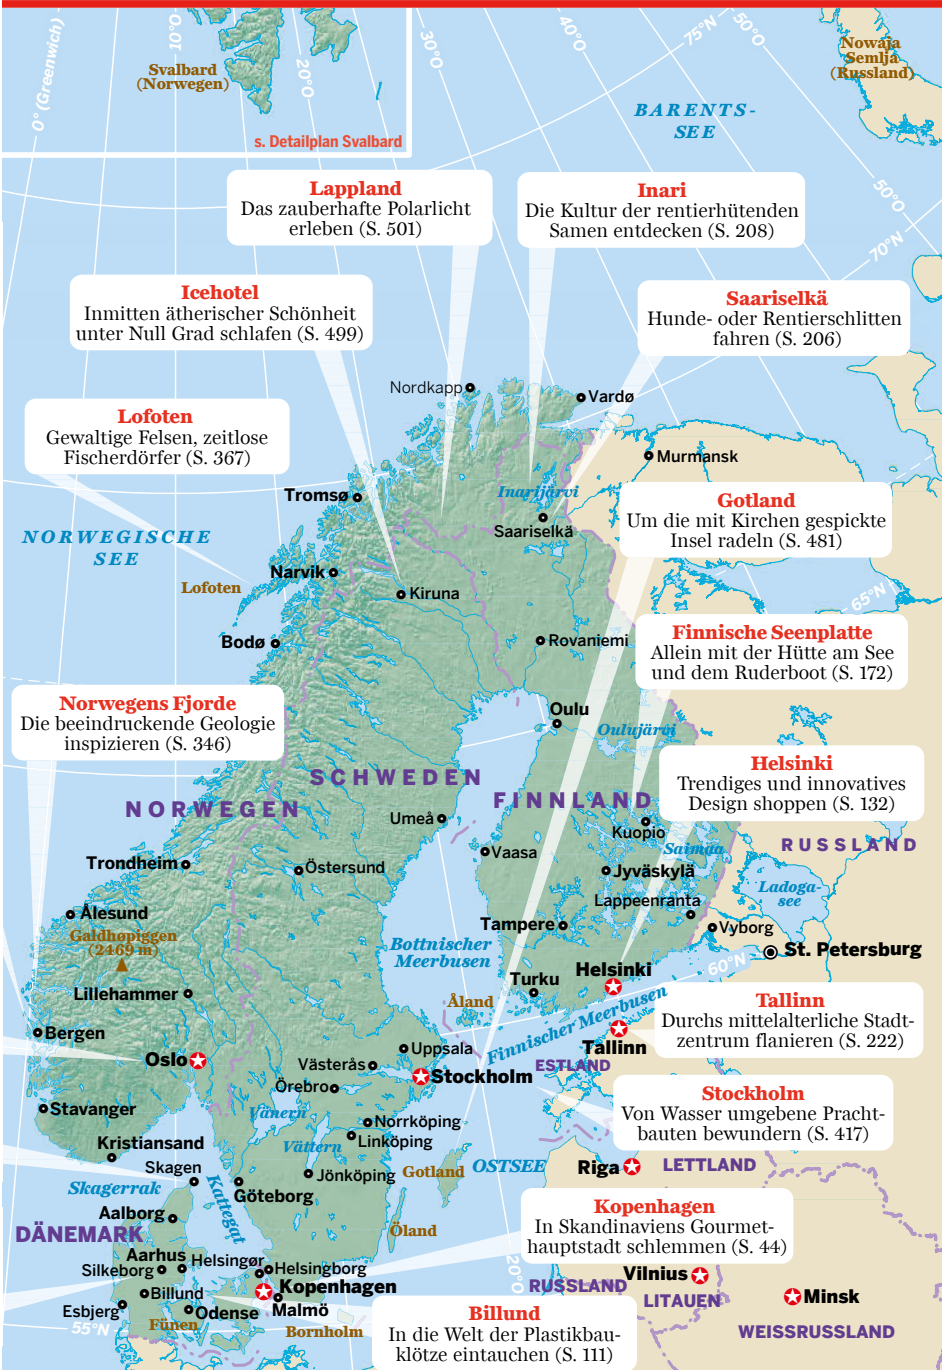 0° (Greenwich)
10°O
20°O
30°O
40°O
75°N
50°O
Nowaja
Semlja
(Russland)
Svalbard
(Norwegen)
BARENTS-
SEE
s. Detailplan Svalbard
50°O
70°N
Lappland
Das zauberhafte Polarlicht
erleben (S. 501)
Inari
Die Kultur der rentierhütenden
Samen entdecken (S. 208)
Icehotel
Inmitten ätherischer Schönheit
unter Null Grad schlafen (S. 499)
Saariselkä
Hunde- oder Rentierschlitten
fahren (S. 206)
Nordkapp
Vardø
Lofoten
Gewaltige Felsen, zeitlose
Fischerdörfer (S. 367)
Murmansk
Tromsø
Inarijärvi
Saariselkä
Gotland
Um die mit Kirchen gespickte
Insel radeln (S. 481)
NORWEGISCHE
SEE
Narvik
Lofoten
Kiruna
65°N
Bodø
Rovaniemi
Finnische Seenplatte
Allein mit der Hütte am See
und dem Ruderboot (S. 172)
Norwegens Fjorde
Die beeindruckende Geologie
inspizieren (S. 346)
Oulu
Oulujärvi
Helsinki
Trendiges und innovatives
Design shoppen (S. 132)
SCHWEDEN
NORWEGEN
FINNLAND
Umeå
Kuopio
RUSSLAND
Vaasa
Saimaa
Trondheim
Östersund
Jyväskylä
Ladoga-
see
Lappeenranta
Ålesund
Tampere
Vyborg
Galdhøpiggen
(2469 m)
Bottnischer
Meerbusen
St. Petersburg
60°N
Helsinki
Turku
Lillehammer
Åland
Finnischer Meerbusen
Tallinn
Durchs mittelalterliche Stadt-
zentrum flanieren (S. 222)
Bergen
Oslo
Uppsala
Tallinn
Västerås
ESTLAND
Stockholm
Örebro
Stockholm
Von Wasser umgebene Pracht-
bauten bewundern (S. 417)
Stavanger
Vänern
Norrköping
Linköping
Kristiansand
Vättern
Skagen
Jönköping
Gotland
OSTSEE
Riga
LETTLAND
Skagerrak
Kattegat
Göteborg
Aalborg
Kopenhagen
In Skandinaviens Gourmet-
hauptstadt schlemmen (S. 44)
DÄNEMARK
Öland
Aarhus
Helsingør
Helsingborg
Silkeborg
20°O
RUSSLAND
Vilnius
Kopenhagen
Billund
LITAUEN
Minsk
Esbjerg
Odense
Malmö
Billund
In die Welt der Plastikbau-
klötze eintauchen (S. 111)
55°N
Fünen
Bornholm
WEISSRUSSLAND